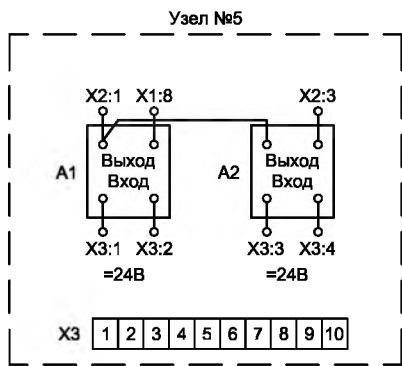 Узел №5
X2:1 X1:8 X2:3
A1 Выход Вход
A2 Выход Вход
X3:1 X3:2 X3:3 X3:4
=24В =24В
X3 1 2 3 4 5 6 7 8 9 10